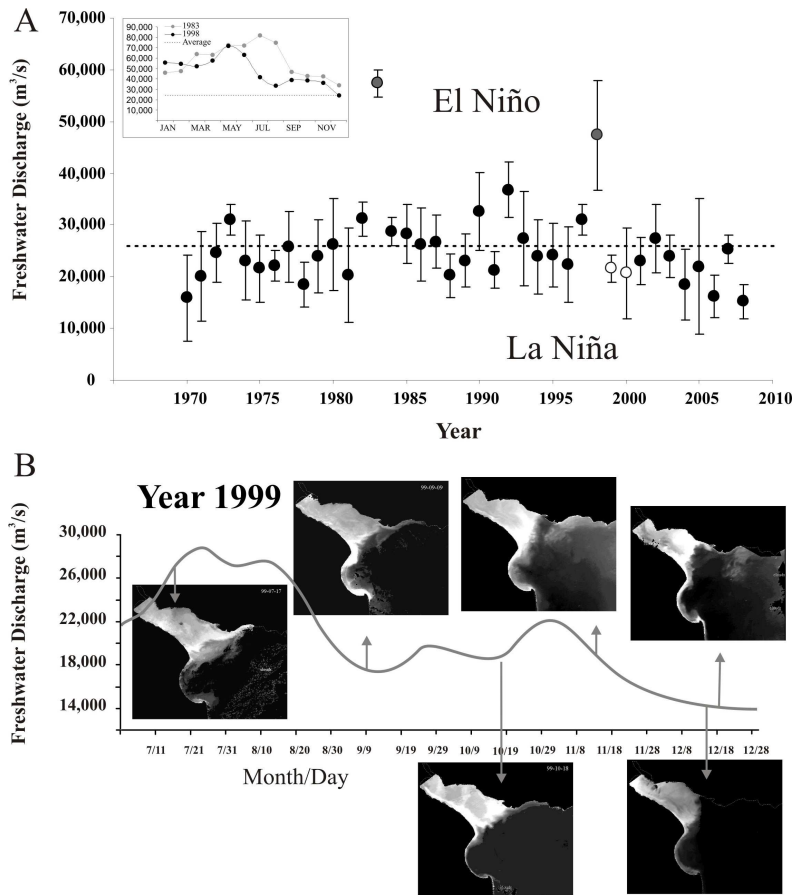 A
Freshwater Discharge (m³/s)
70,000
60,000
50,000
40,000
30,000
20,000
10,000
0
90,000
80,000
70,000
60,000
50,000
40,000
30,000
20,000
10,000
1983
1998
Average
JAN MAR MAY JUL SEP NOV
El Niño
La Niña
1970 1975 1980 1985 1990 1995 2000 2005 2010
Year
B
Year 1999
Freshwater Discharge (m³/s)
30,000
26,000
22,000
18,000
14,000
99-07-17
clouds
99-09-09
clouds
clouds
7/11 7/21 7/31 8/10 8/20 8/30 9/9 9/19 9/29 10/9 10/19 10/29 11/8 11/18 11/28 12/8 12/18 12/28
Month/Day
99-10-18
clouds